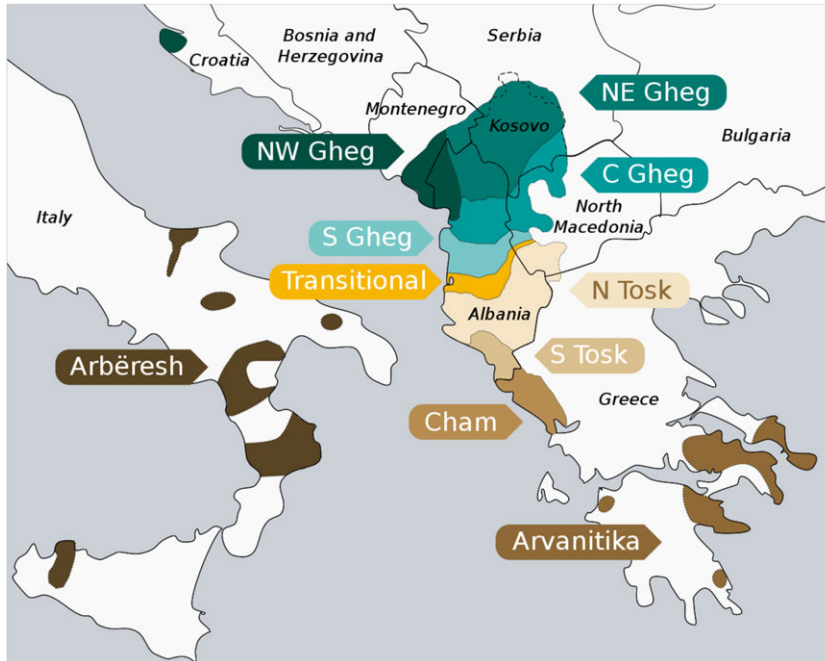 Bosnia and
Herzegovina
Serbia
Croatia
NE Gheg
Montenegro
Kosovo
Bulgaria
NW Gheg
C Gheg
Italy
North
Macedonia
S Gheg
Transitional
N Tosk
Albania
S Tosk
Arbëresh
Greece
Cham
Arvanitika